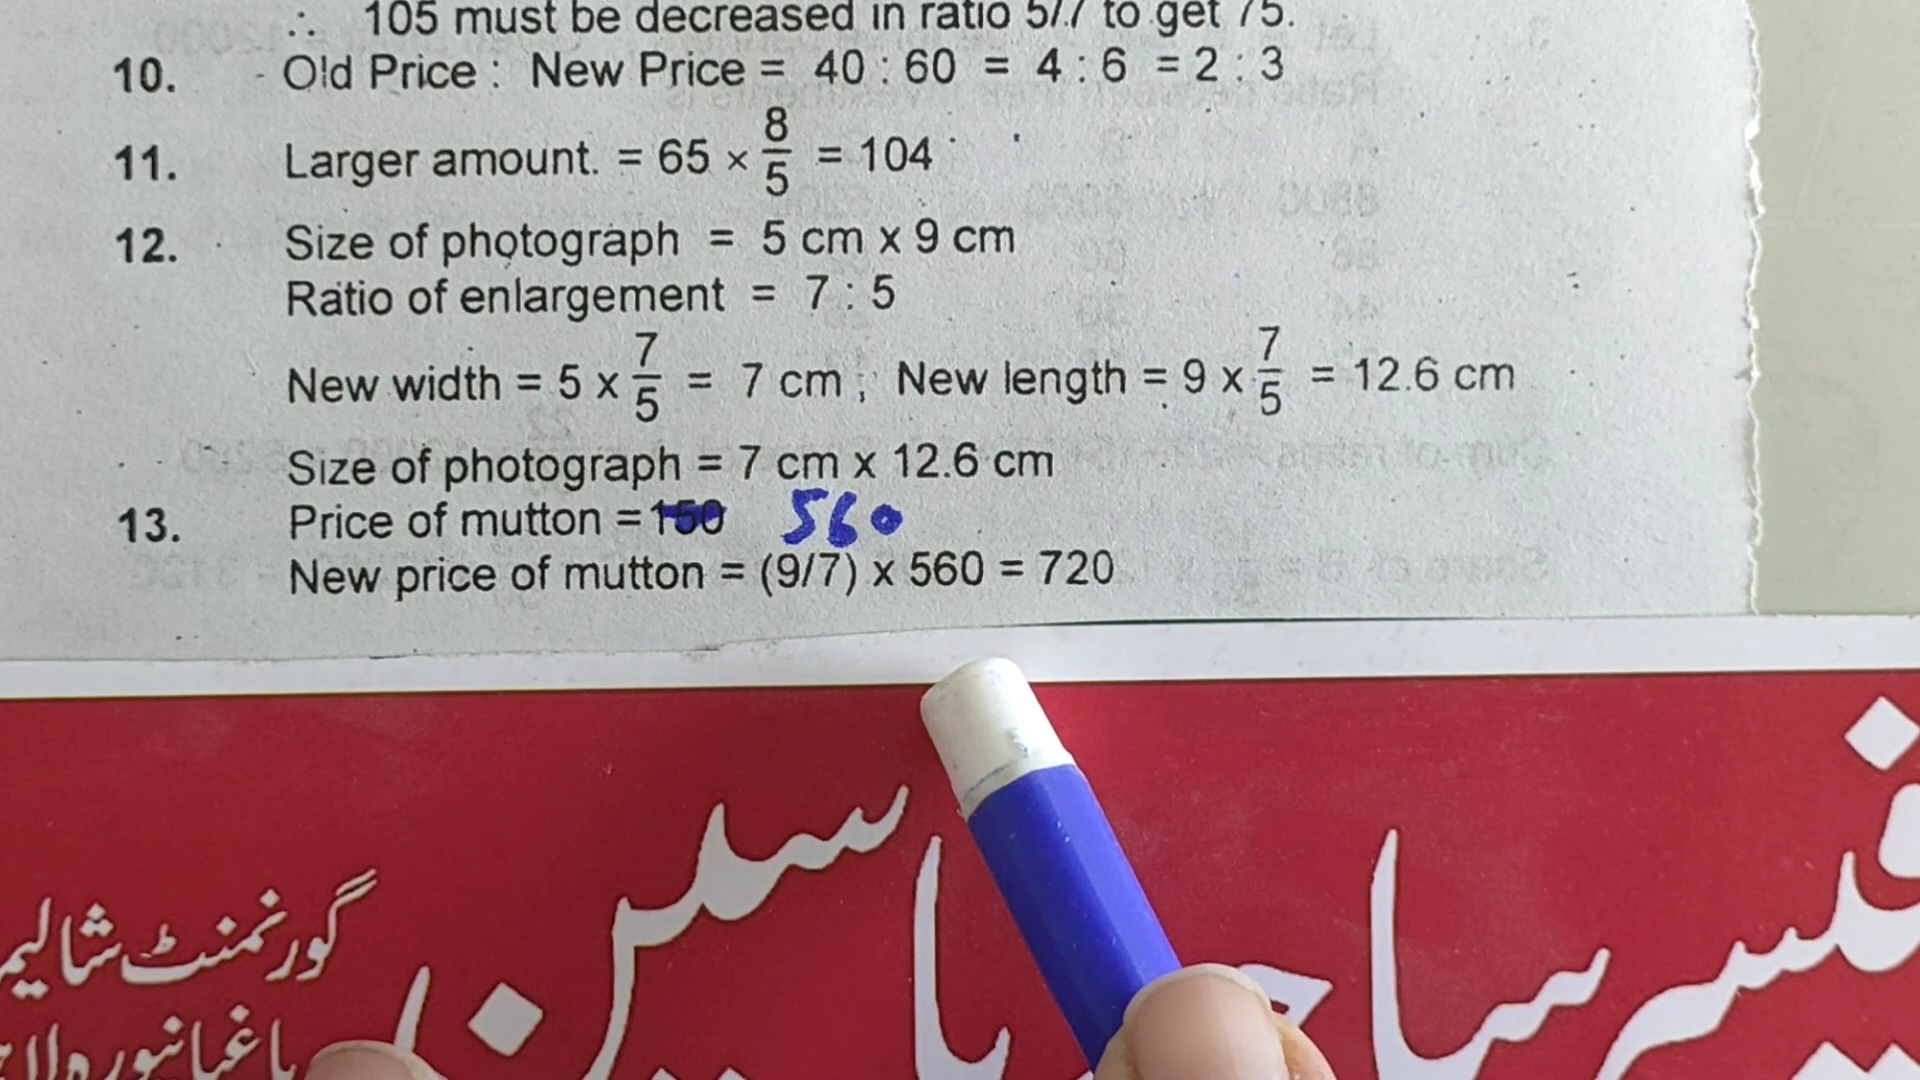 ∴ 105 must be decreased in ratio 5/7 to get 75.
10. Old Price : New Price = 40 : 60 = 4 : 6 = 2 : 3
11. Larger amount. = 65 × 8/5 = 104
12. Size of photograph = 5 cm x 9 cm
Ratio of enlargement = 7 : 5
New width = 5 x 7/5 = 7 cm ; New length = 9 x 7/5 = 12.6 cm
Size of photograph = 7 cm x 12.6 cm
13. Price of mutton = 150 560
New price of mutton = (9/7) x 560 = 720
گورنمنٹ شالیم
باغبانپورہ لا